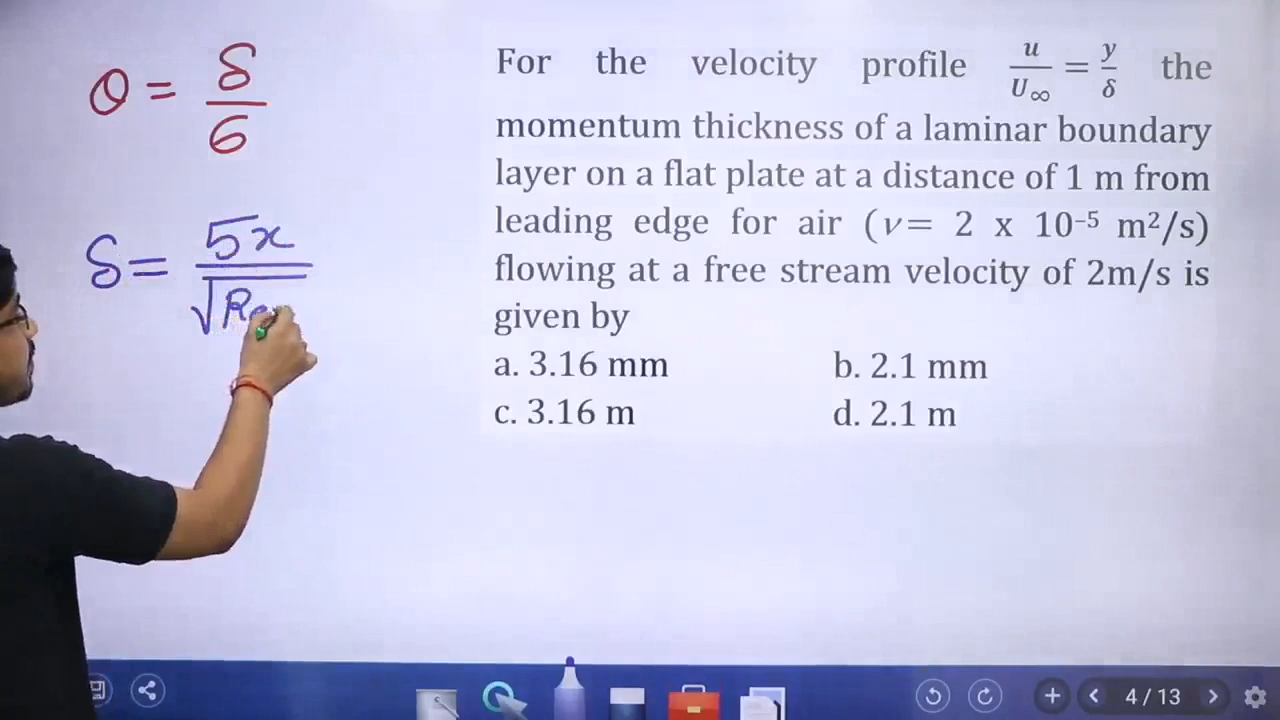 θ = δ/6
δ = 5x/√Re
For the velocity profile u/U∞ = y/δ the
momentum thickness of a laminar boundary
layer on a flat plate at a distance of 1 m from
leading edge for air (ν= 2 x 10⁻⁵ m²/s)
flowing at a free stream velocity of 2m/s is
given by
a. 3.16 mm b. 2.1 mm
c. 3.16 m d. 2.1 m
4 / 13